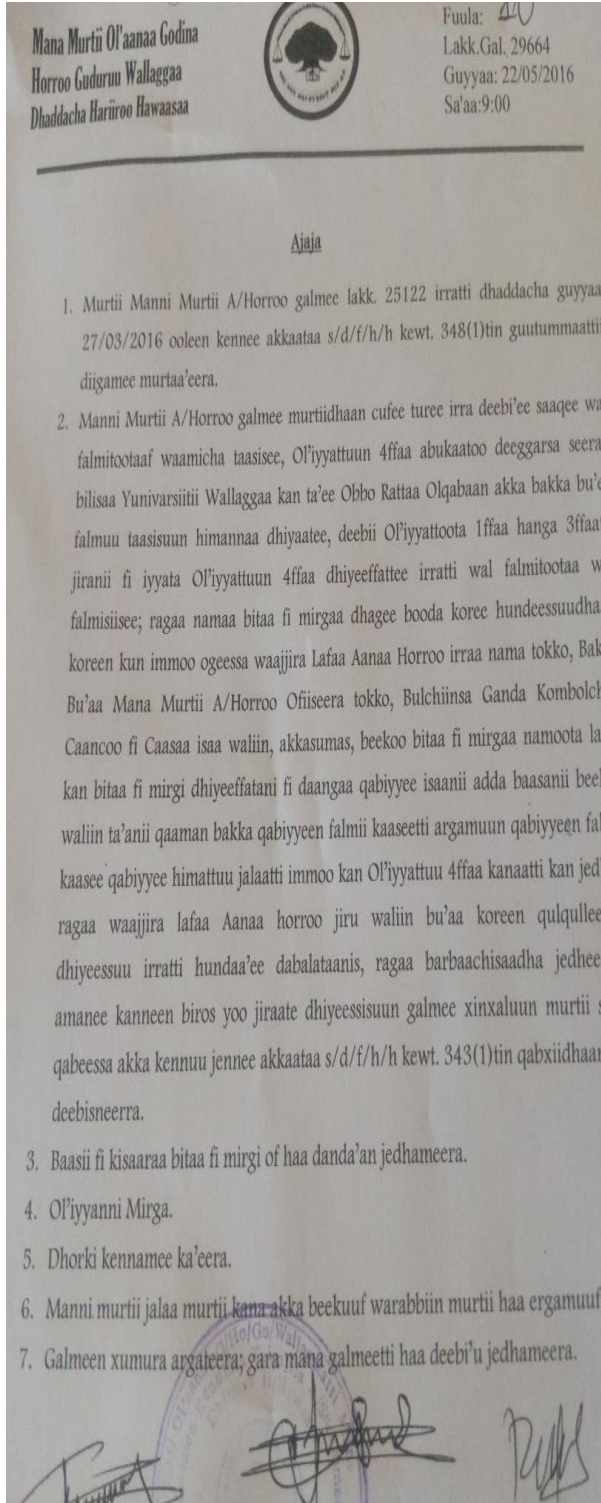 Mana Murtii Ol'aanaa Godina
Horroo Guduruu Wallaggaa
Dhaddacha Hariiroo Hawaasaa
Fuula: 10
Lakk.Gal. 29664
Guyyaa: 22/05/2016
Sa'aa:9:00
Ajaja
1. Murtii Manni Murtii A/Horroo galmee lakk. 25122 irratti dhaddacha guyyaa
27/03/2016 ooleen kennee akkaataa s/d/f/h/h kewt. 348(1)tin guutummaatti
diigamee murtaa'eera.
2. Manni Murtii A/Horroo galmee murtiidhaan cufee turee irra deebi'ee saaqee wa
falmitootaaf waamicha taasisee, Ol'iyyattuun 4ffaa abukaatoo deeggarsa seera
bilisaa Yunivarsiitii Wallaggaa kan ta'ee Obbo Rattaa Olqabaan akka bakka bu'e
falmuu taasisuun himannaa dhiyaatee, deebii Ol'iyyattoota 1ffaa hanga 3ffaa
jiranii fi iyyata Ol'iyyattuun 4ffaa dhiyeeffattee irratti wal falmitootaa w
falmisiisee; ragaa namaa bitaa fi mirgaa dhagee booda koree hundeessuudha
koreen kun immoo ogeessa waajjira Lafaa Aanaa Horroo irraa nama tokko, Bak
Bu'aa Mana Murtii A/Horroo Ofiiseera tokko, Bulchiinsa Ganda Kombolch
Caancoo fi Caasaa isaa waliin, akkasumas, beekoo bitaa fi mirgaa namoota la
kan bitaa fi mirgi dhiyeeffatani fi daangaa qabiyyee isaanii adda baasanii bee
waliin ta'anii qaaman bakka qabiyyeen falmii kaaseetti argamuun qabiyyeen fal
kaasee qabiyyee himattuu jalaatti immoo kan Ol'iyyattuu 4ffaa kanaatti kan jed
ragaa waajjira lafaa Aanaa horroo jiru waliin bu'aa koreen qulqullee
dhiyeessuu irratti hundaa'ee dabalataanis, ragaa barbaachisaadha jedhee
amanee kanneen biros yoo jiraate dhiyeessisuun galmee xinxaluun murtii
qabeessa akka kennuu jennee akkaataa s/d/f/h/h kewt. 343(1)tin qabxiidhaan
deebisneerra.
3. Baasii fi kisaaraa bitaa fi mirgi of haa danda'an jedhameera.
4. Ol'iyyanni Mirga.
5. Dhorki kennamee ka'eera.
6. Manni murtii jalaa murtii kana akka beekuuf warabbiin murtii haa ergamuuf
7. Galmeen xumura argateera; gara mana galmeetti haa deebi'u jedhameera.